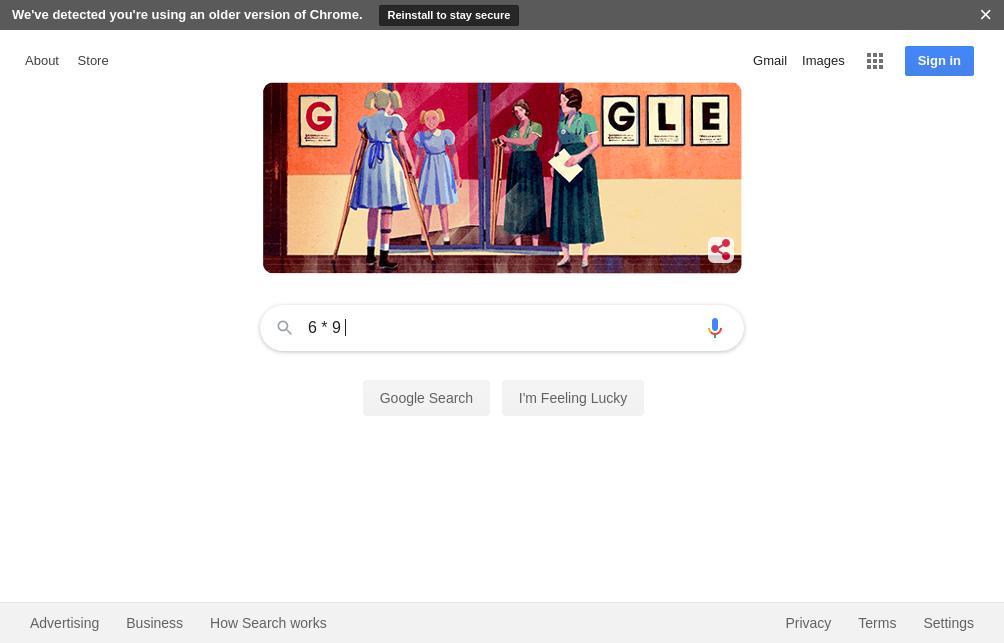 We've detected you're using an older version of Chrome. Reinstall to stay secure
About Store Gmail Images Sign in
G G L E
6 * 9
Google Search I'm Feeling Lucky
Advertising Business How Search works Privacy Terms Settings